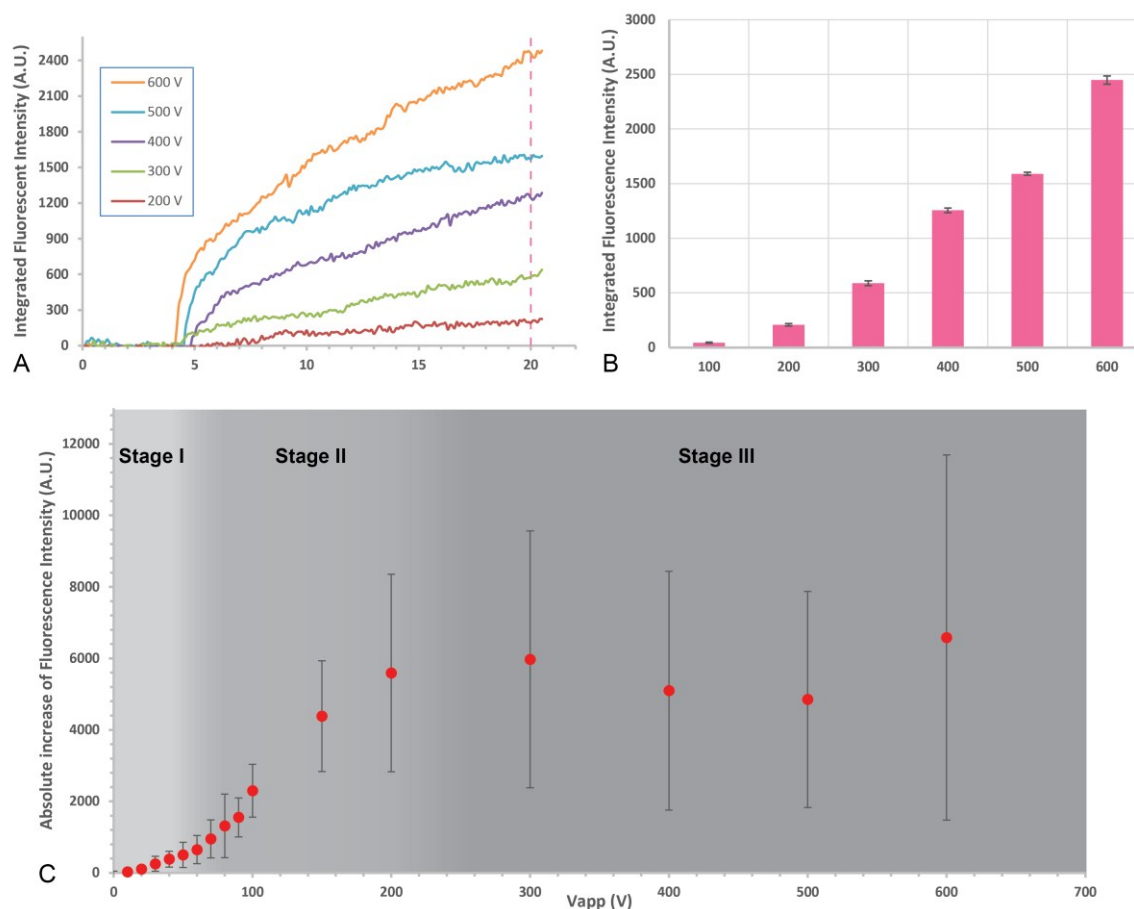 Integrated Fluorescent Intensity (A.U.)
2400
2100
1800
1500
1200
900
600
300
0
600 V
500 V
400 V
300 V
200 V
0 5 10 15 20
A
Integrated Fluorescence Intensity (A.U.)
3000
2500
2000
1500
1000
500
0
100 200 300 400 500 600
B
Absolute increase of Fluorescence Intensity (A.U.)
12000
10000
8000
6000
4000
2000
0
Stage I Stage II Stage III
0 100 200 300 400 500 600 700
Vapp (V)
C